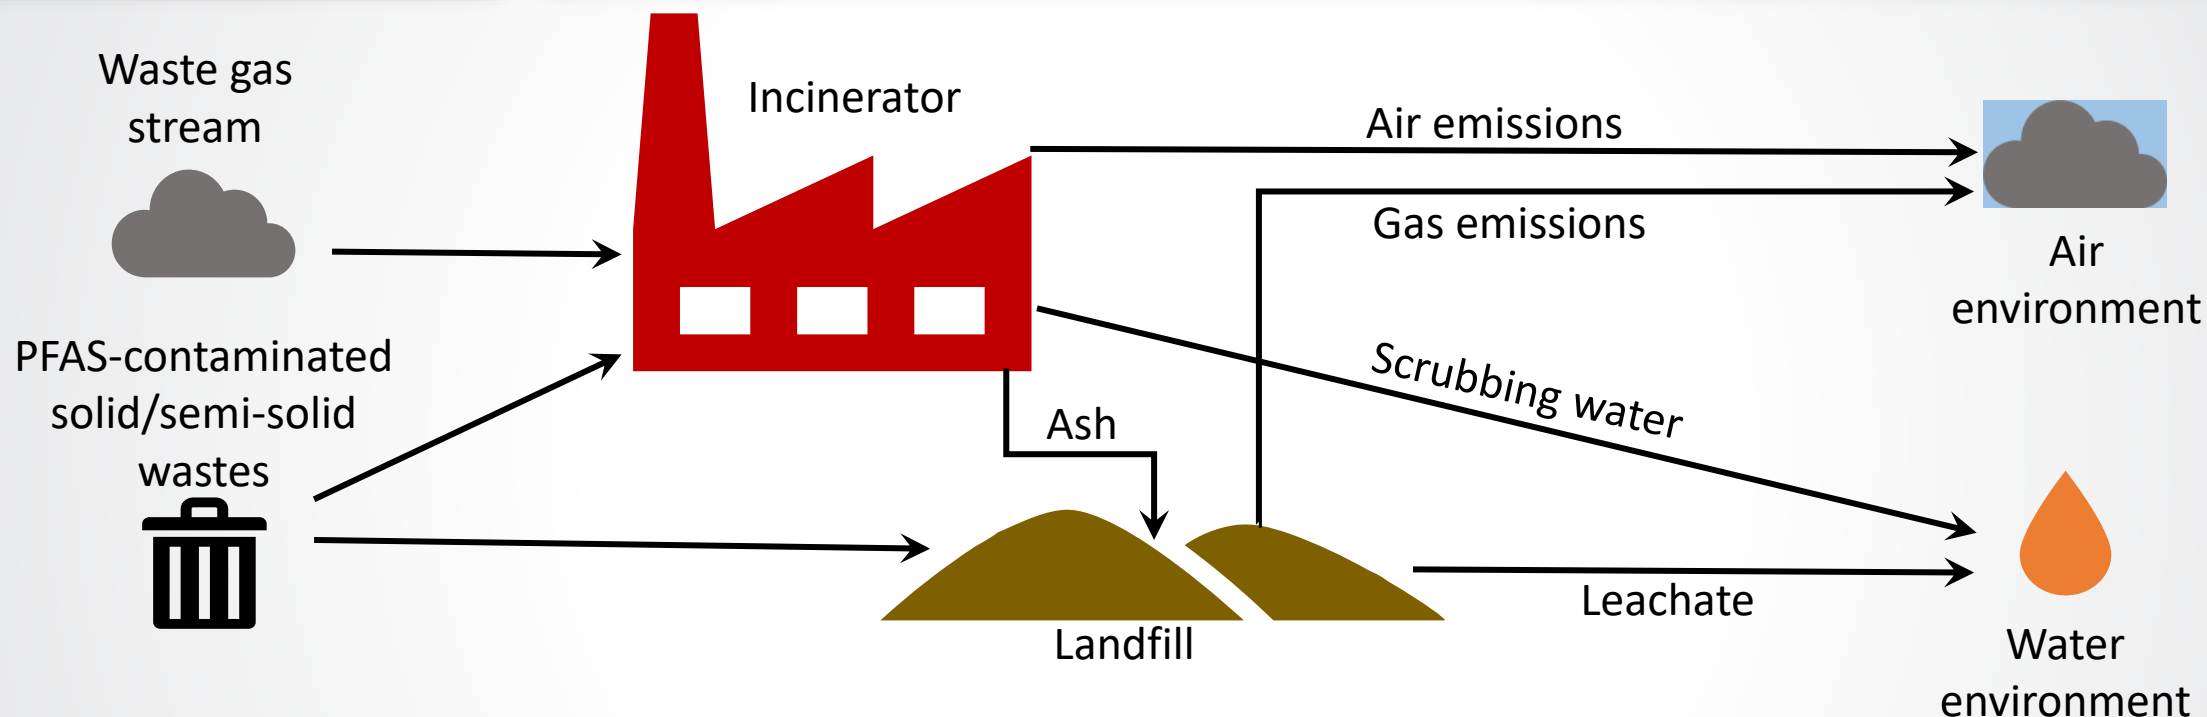 Waste gas
stream
Incinerator
Air emissions
Gas emissions
Air
environment
PFAS-contaminated
solid/semi-solid
wastes
Scrubbing water
Ash
Leachate
Landfill
Water
environment